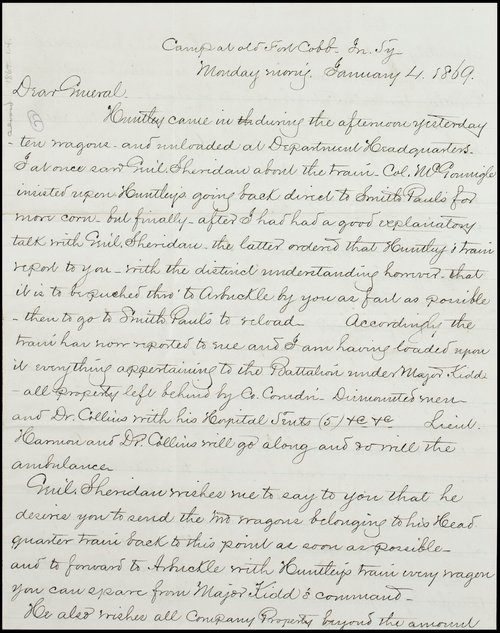 Camp at old Fort Cobb. In. Ty-
Monday morng. January 4. 1869.
Dear General.
Huntley came in th during the afternoon yesterday
ten wagons - and unloaded at Department Headquarters.
I at once saw Genl. Sheridan about the train - Col. McGonnigle
insisted upon Huntley's going back direct to Smith Paul's for
more corn - but finally - after I had had a good explanatory
talk with Genl. Sheridan - the latter ordered that Huntley's train
report to you - with the distinct understanding however - that
it is to be pushed thro' to Arbuckle by you as fast as possible
- then to go to Smith Paul's to reload - Accordingly the
train has now reported to me and I am having loaded upon
it everything appertaining to the Battalion under Major Kidd
- all property left behind by Co. Comdrs. Dismounted men -
and Dr. Collins with his Hospital Tents (5) &c &c Lieut.
Harmon and Dr. Collins will go along and so will the
ambulance
Genl. Sheridan wishes me to say to you that he
desires you to send the two wagons belonging to his Head
quarter train back to this point as soon as possible -
and to forward to Arbuckle with Huntley's train every wagon
you can spare from Major Kidd's command -
He also wishes all Company Property beyond the amount